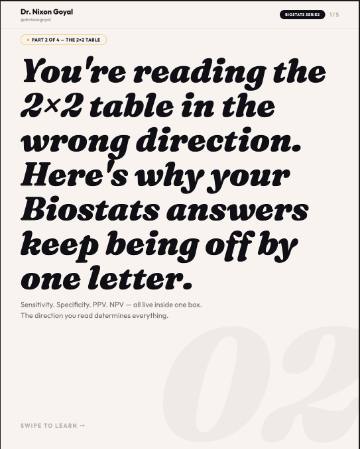 Dr. Nixon Goyal
BIOSTATS SERIES
1/5
PART 2 OF 4 — THE 2×2 TABLE
You're reading the
2×2 table in the
wrong direction.
Here's why your
Biostats answers
keep being off by
one letter.
Sensitivity. Specificity. PPV. NPV — all live inside one box.
The direction you read determines everything.
02
SWIPE TO LEARN →